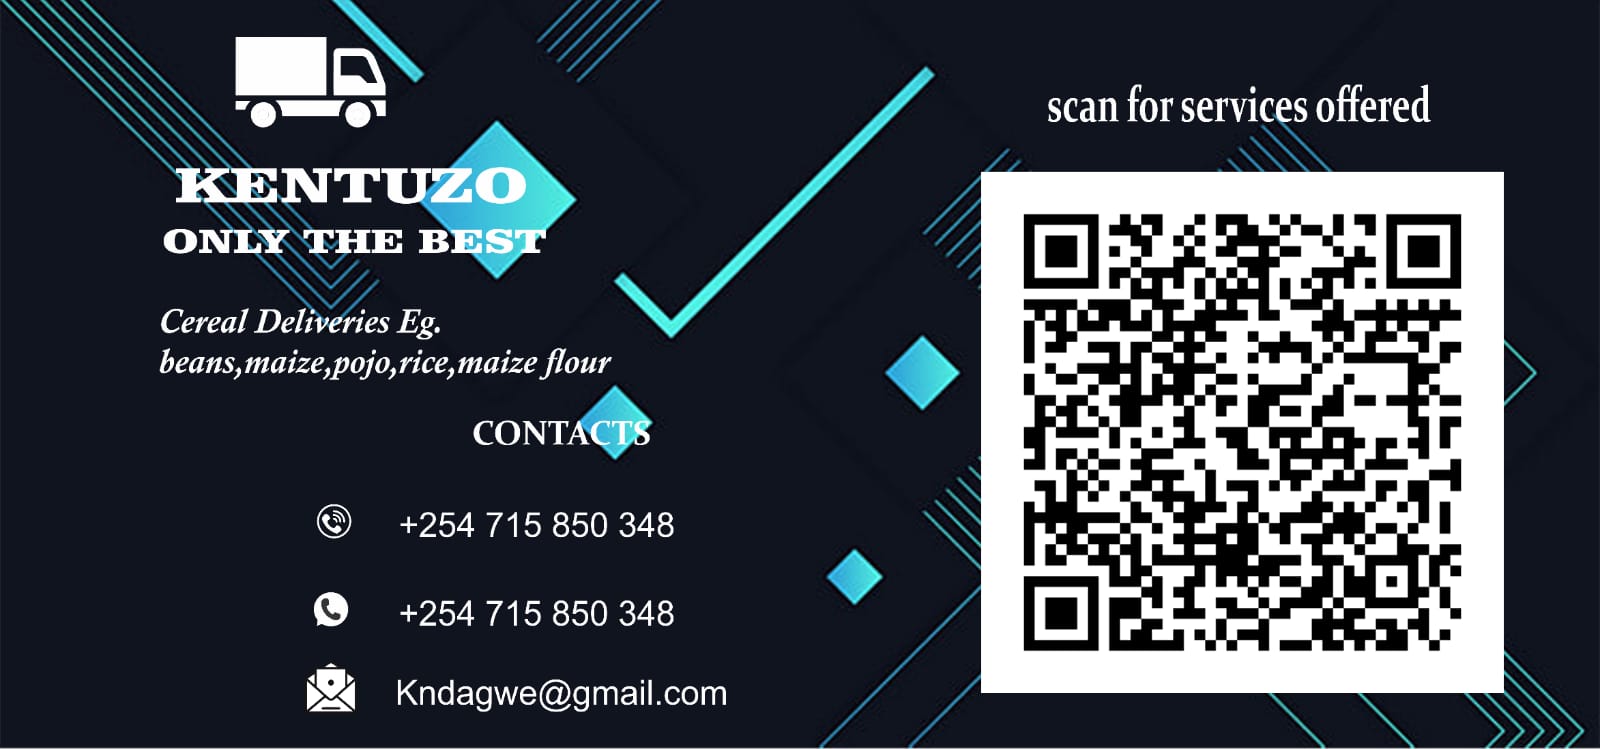 KENTUZO
ONLY THE BEST
Cereal Deliveries Eg.
beans,maize,pojo,rice,maize flour
CONTACTS
+254 715 850 348
+254 715 850 348
Kndagwe@gmail.com
scan for services offered